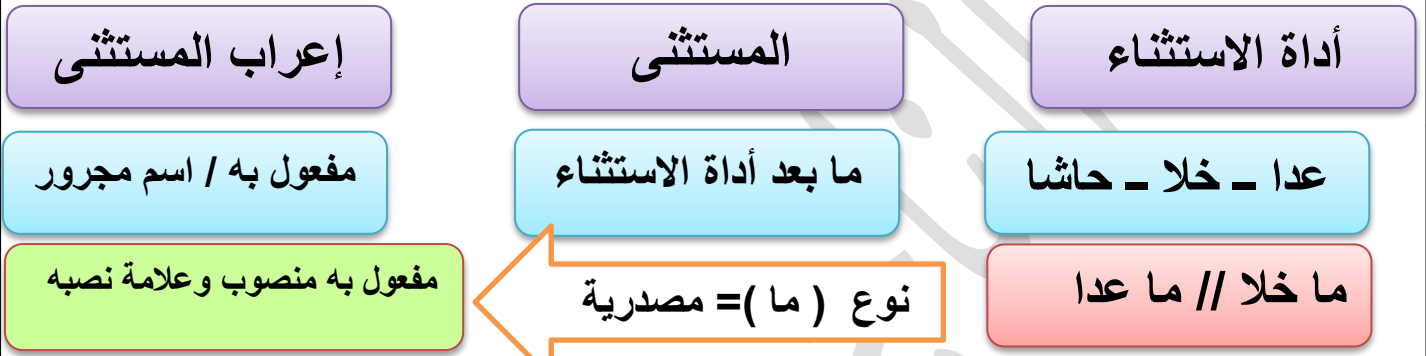 أداة الاستثناء
المستثنى
إعراب المستثنى
عدا ـ خلا ـ حاشا
ما بعد أداة الاستثناء
مفعول به / اسم مجرور
ما خلا // ما عدا
نوع ( ما )= مصدرية
مفعول به منصوب وعلامة نصبه